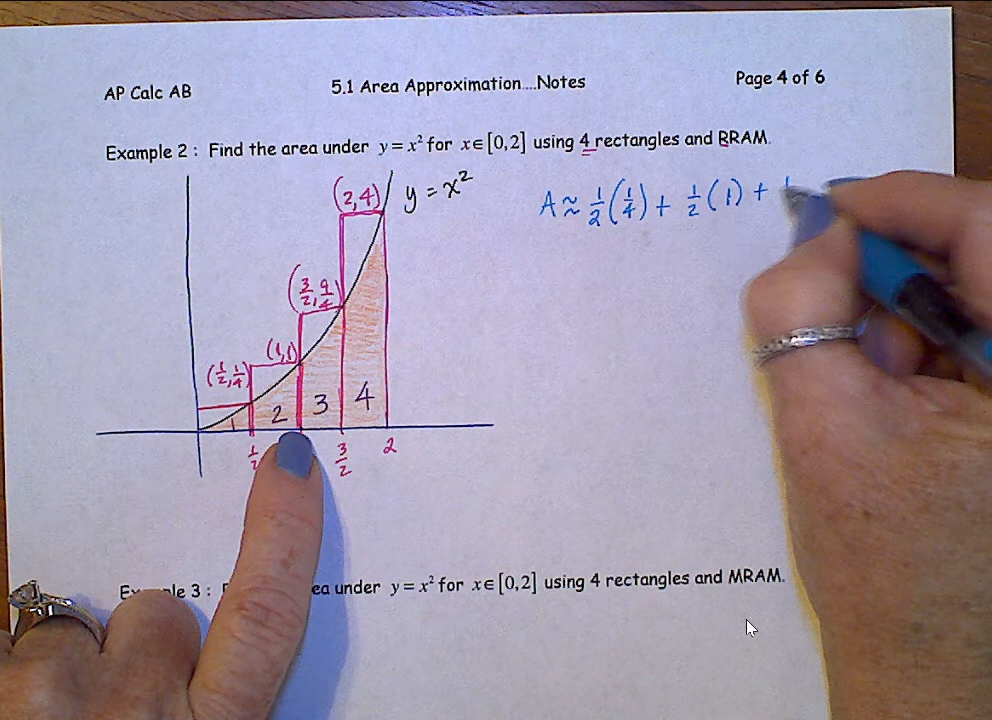 AP Calc AB
5.1 Area Approximation....Notes
Page 4 of 6
Example 2 : Find the area under y = x² for x∈[0,2] using 4 rectangles and RRAM.
y = x²
A ≈ 1/2 (1/4) + 1/2 (1) +
(2,4)
(3/2, 9/4)
(1,1)
(1/2, 1/4)
1 2 3 4
3/2 2
3 : ea under y = x² for x∈[0,2] using 4 rectangles and MRAM.